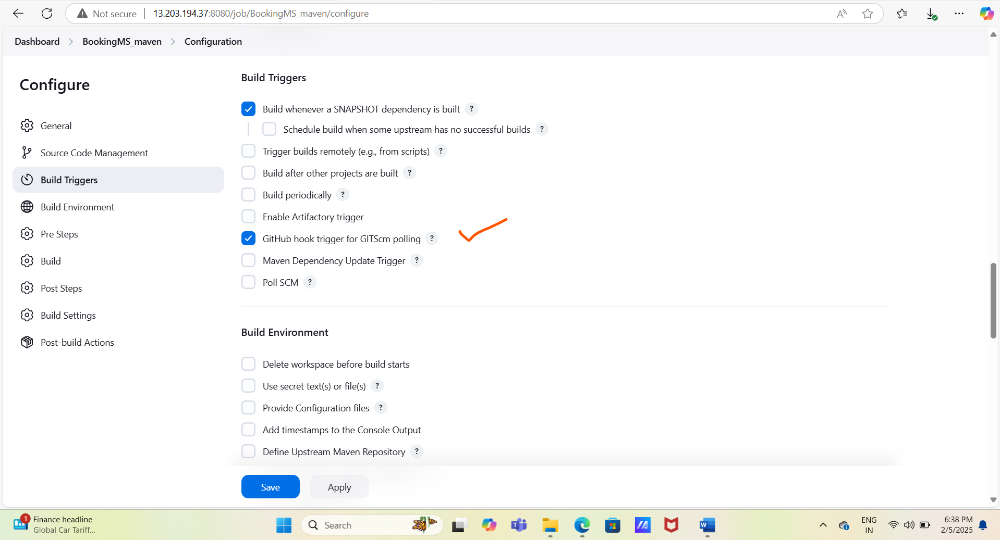 Not secure | 13.203.194.37:8080/job/BookingMS_maven/configure
Dashboard > BookingMS_maven > Configuration
Configure
General
Source Code Management
Build Triggers
Build Environment
Pre Steps
Build
Post Steps
Build Settings
Post-build Actions
Build Triggers
Build whenever a SNAPSHOT dependency is built ?
Schedule build when some upstream has no successful builds ?
Trigger builds remotely (e.g., from scripts) ?
Build after other projects are built ?
Build periodically ?
Enable Artifactory trigger
GitHub hook trigger for GITScm polling ?
Maven Dependency Update Trigger ?
Poll SCM ?
Build Environment
Delete workspace before build starts
Use secret text(s) or file(s) ?
Provide Configuration files ?
Add timestamps to the Console Output
Define Upstream Maven Repository ?
Save Apply
1 Finance headline
Global Car Tariff...
Search
ENG
IN
6:38 PM
2/5/2025